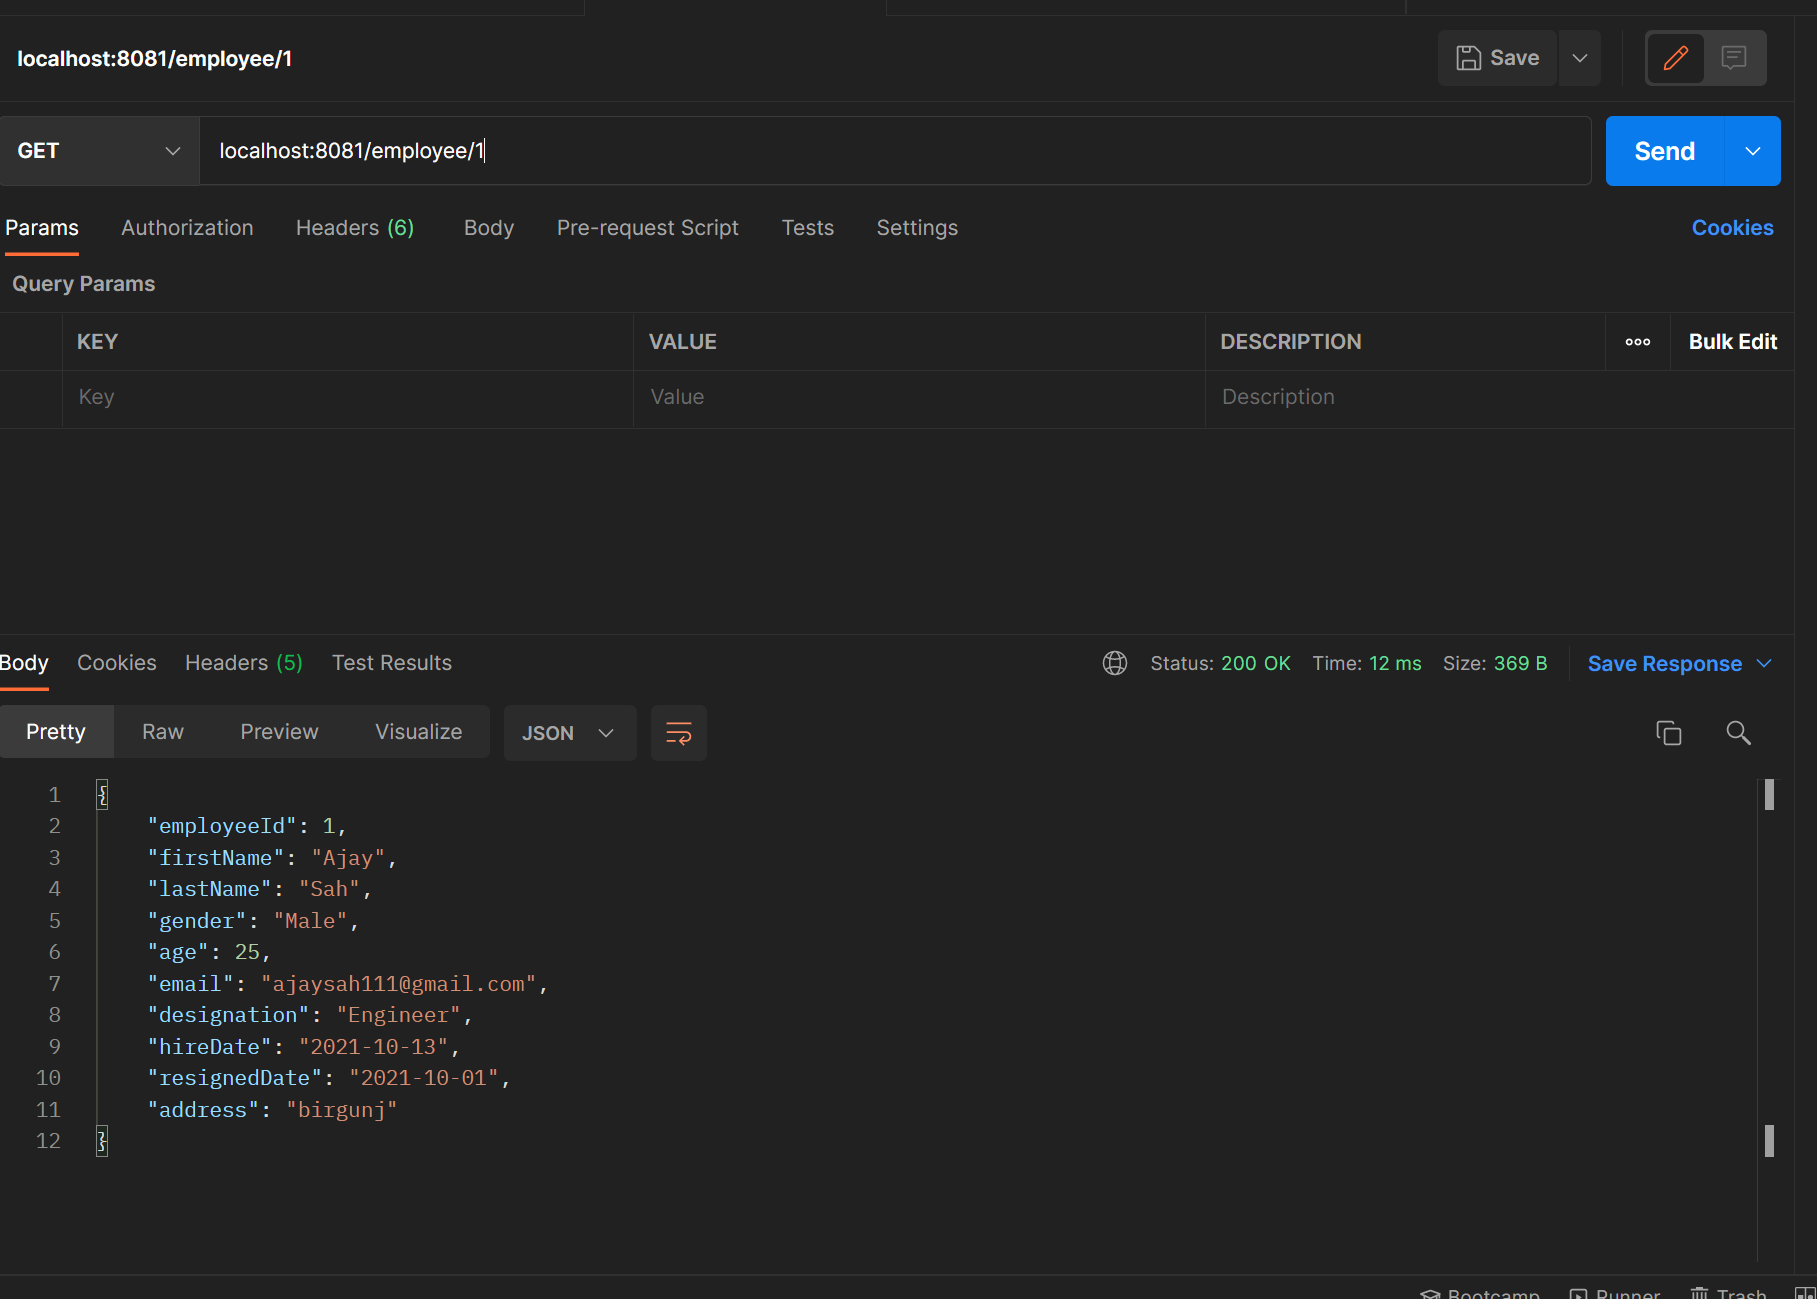 localhost:8081/employee/1
Save
GET
localhost:8081/employee/1
Send
Params Authorization Headers (6) Body Pre-request Script Tests Settings Cookies
Query Params
KEY VALUE DESCRIPTION ooo Bulk Edit
Key Value Description
Body Cookies Headers (5) Test Results Status: 200 OK Time: 12 ms Size: 369 B Save Response
Pretty Raw Preview Visualize JSON
1 {
2 "employeeId": 1,
3 "firstName": "Ajay",
4 "lastName": "Sah",
5 "gender": "Male",
6 "age": 25,
7 "email": "ajaysah111@gmail.com",
8 "designation": "Engineer",
9 "hireDate": "2021-10-13",
10 "resignedDate": "2021-10-01",
11 "address": "birgunj"
12 }
Bootcamp Runner Trash